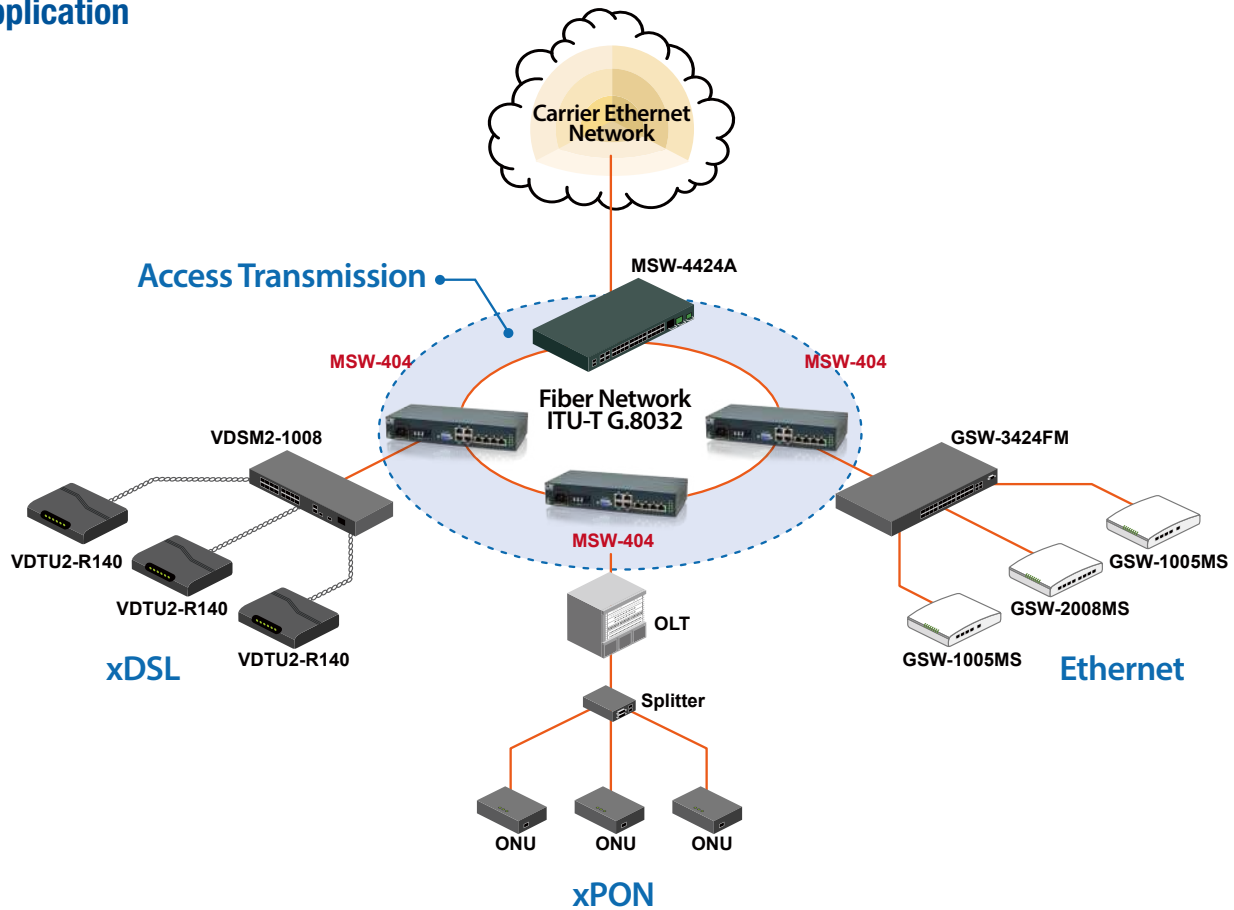 pplication
Carrier Ethernet
Network
MSW-4424A
Access Transmission
MSW-404
MSW-404
Fiber Network
ITU-T G.8032
VDSM2-1008
GSW-3424FM
MSW-404
VDTU2-R140
GSW-1005MS
VDTU2-R140
GSW-2008MS
OLT
VDTU2-R140
GSW-1005MS
xDSL
Ethernet
Splitter
ONU
ONU
ONU
xPON